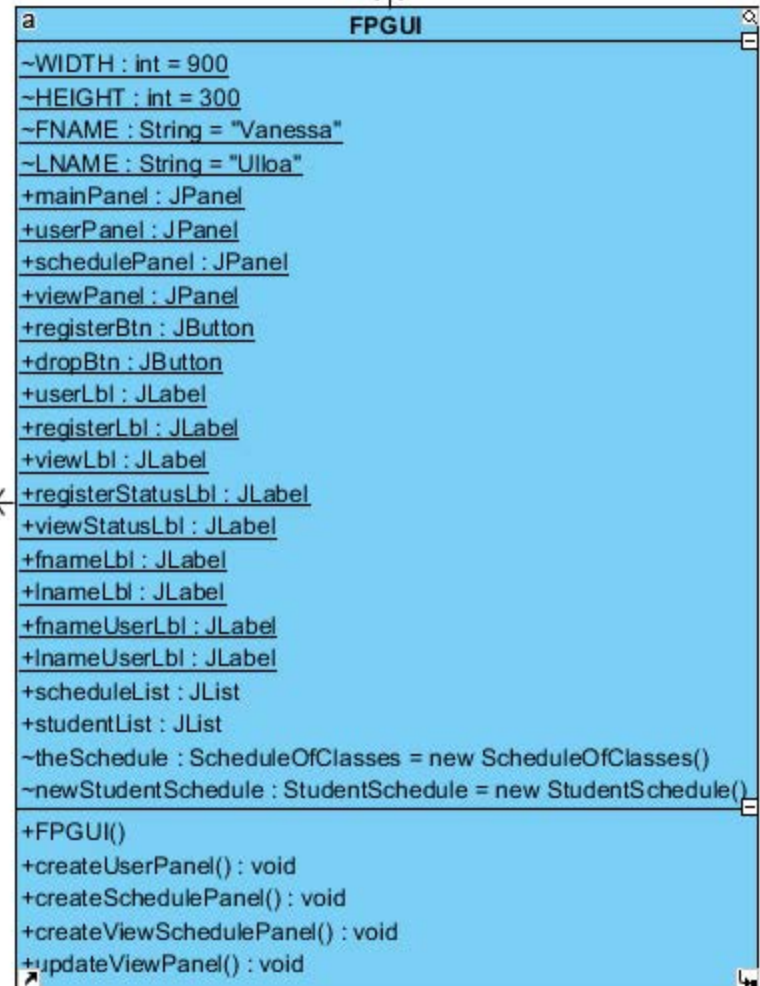 a
FPGUI
~WIDTH : int = 900
~HEIGHT : int = 300
~FNAME : String = "Vanessa"
~LNAME : String = "Ulloa"
+mainPanel : JPanel
+userPanel : JPanel
+schedulePanel : JPanel
+viewPanel : JPanel
+registerBtn : JButton
+dropBtn : JButton
+userLbl : JLabel
+registerLbl : JLabel
+viewLbl : JLabel
+registerStatusLbl : JLabel
+viewStatusLbl : JLabel
+fnameLbl : JLabel
+lnameLbl : JLabel
+fnameUserLbl : JLabel
+lnameUserLbl : JLabel
+scheduleList : JList
+studentList : JList
~theSchedule : ScheduleOfClasses = new ScheduleOfClasses()
~newStudentSchedule : StudentSchedule = new StudentSchedule()
+FPGUI()
+createUserPanel() : void
+createSchedulePanel() : void
+createViewSchedulePanel() : void
+updateViewPanel() : void